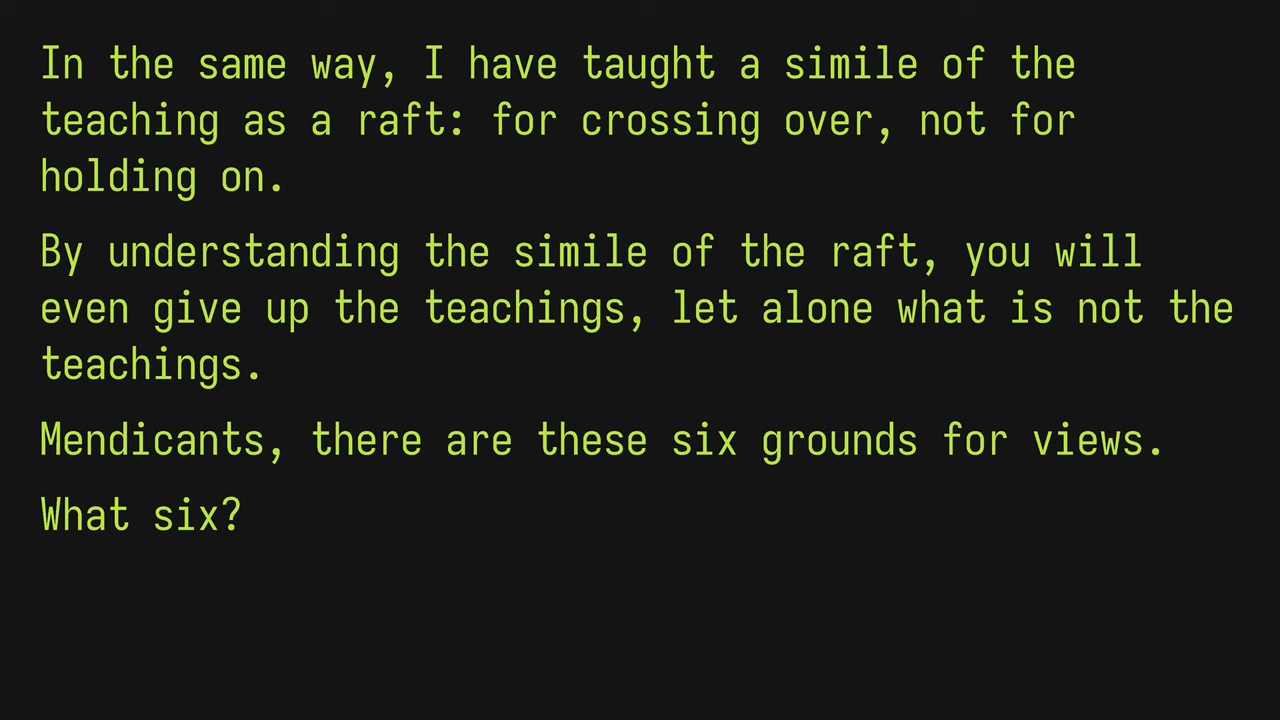 In the same way, I have taught a simile of the
teaching as a raft: for crossing over, not for
holding on.
By understanding the simile of the raft, you will
even give up the teachings, let alone what is not the
teachings.
Mendicants, there are these six grounds for views.
What six?